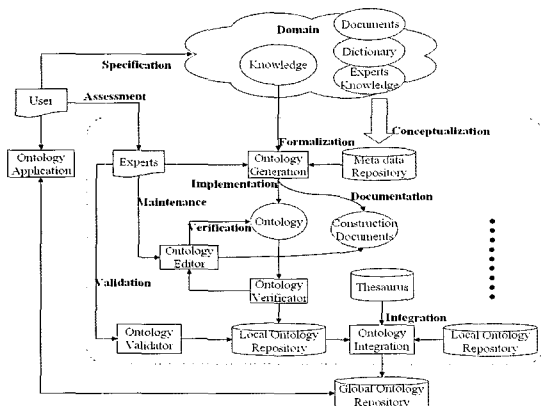 Documents
Domain
Dictionary
Knowledge
Experts
Knowledge
Specification
User
Assessment
Conceptualization
Formalization
Ontology
Application
Experts
Ontology
Generation
Meta data
Repository
Implementation
Documentation
Maintenance
Verification
Ontology
Construction
Documents
Ontology
Editor
Validation
Ontology
Verificator
Thesaurus
Integration
Ontology
Validator
Local Ontology
Repository
Ontology
Integration
Local Ontology
Repository
Global Ontology
Repository